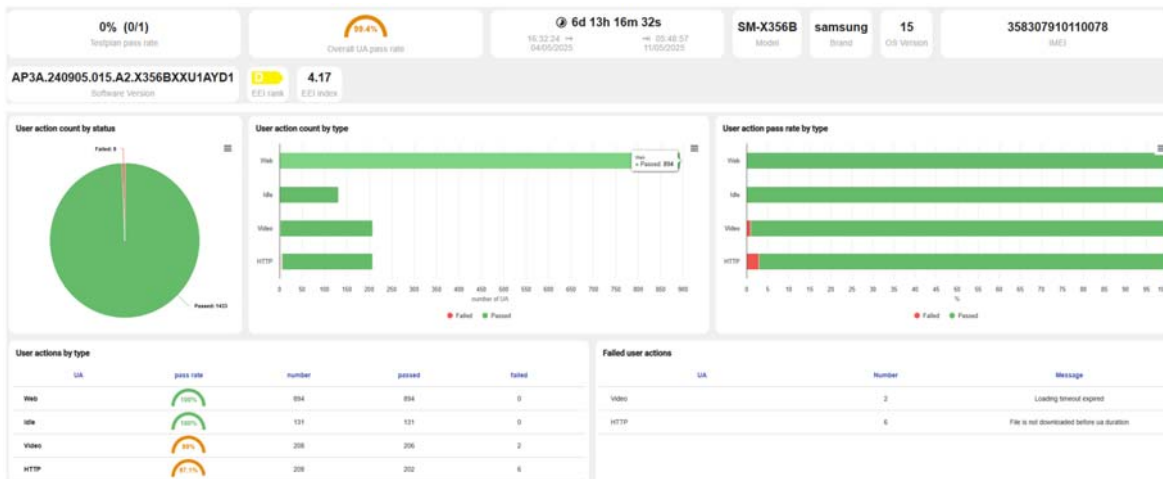 0% (0/1)
Testplan pass rate
99.4%
Overall UA pass rate
6d 13h 16m 32s
16:32:24 → → 05:48:57
04/05/2025 11/05/2025
SM-X356B
Model
samsung
Brand
15
OS Version
358307910110078
IMEI
AP3A.240905.015.A2.X356BXXU1AYD1
Software Version
D
EEI rank
4.17
EEI index
User action count by status
Failed: 8
Passed: 1433
User action count by type
Web
Idle
Video
HTTP
Web
Passed: 894
0 50 100 150 200 250 300 350 400 450 500 550 600 650 700 750 800 850 900
number of UA
Failed Passed
User action pass rate by type
Web
Idle
Video
HTTP
0 5 10 15 20 25 30 35 40 45 50 55 60 65 70 75 80 85 90 95
%
Failed Passed
User actions by type
UA pass rate number passed failed
Web 100% 894 894 0
Idle 100% 131 131 0
Video 99% 208 206 2
HTTP 97.1% 208 202 6
Failed user actions
UA Number Message
Video 2 Loading timeout expired
HTTP 6 File is not downloaded before ua duration